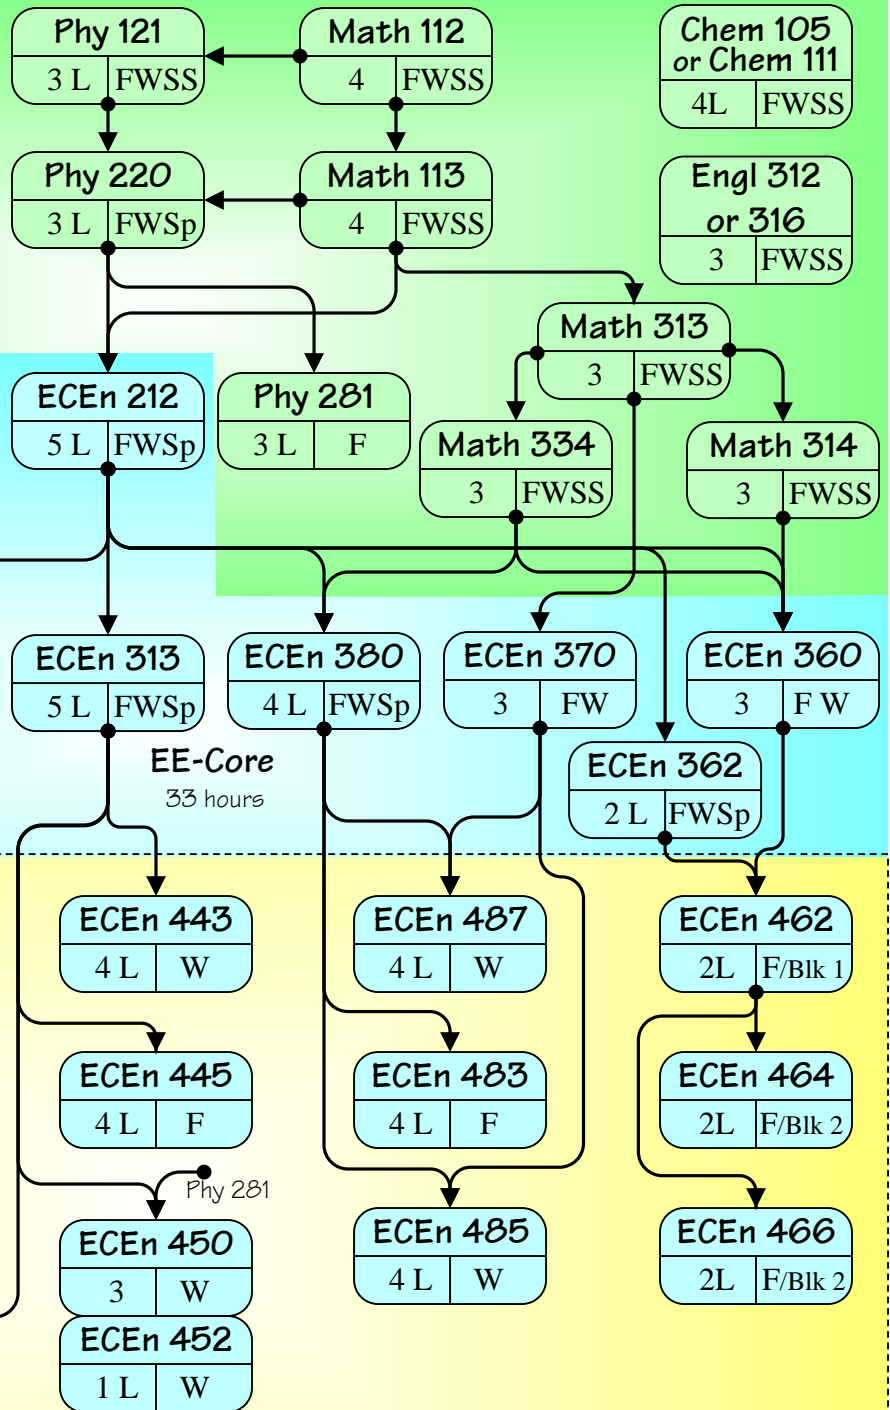 Phy 121
3 L FWSS
Math 112
4 FWSS
Chem 105
or Chem 111
4L FWSS
Phy 220
3 L FWSp
Math 113
4 FWSS
Engl 312
or 316
3 FWSS
Math 313
3 FWSS
ECEn 212
5 L FWSp
Phy 281
3 L F
Math 334
3 FWSS
Math 314
3 FWSS
ECEn 313
5 L FWSp
ECEn 380
4 L FWSp
ECEn 370
3 FW
ECEn 360
3 F W
EE-Core
33 hours
ECEn 362
2 L FWSp
ECEn 443
4 L W
ECEn 487
4 L W
ECEn 462
2L F/Blk 1
ECEn 445
4 L F
ECEn 483
4 L F
ECEn 464
2L F/Blk 2
Phy 281
ECEn 450
3 W
ECEn 485
4 L W
ECEn 466
2L F/Blk 2
ECEn 452
1 L W